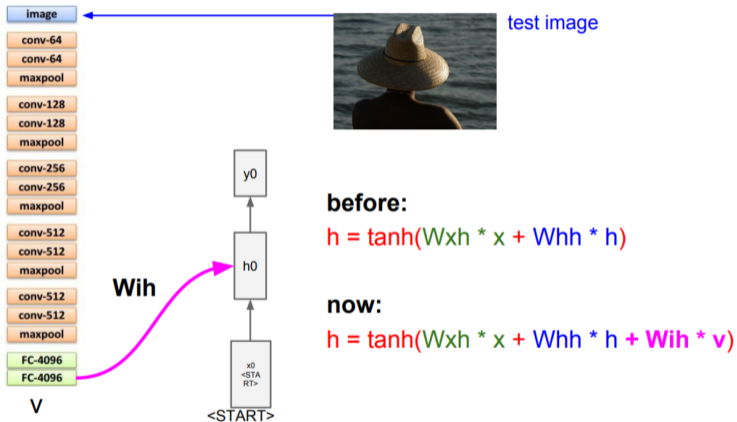 image
conv-64
conv-64
maxpool
conv-128
conv-128
maxpool
conv-256
conv-256
maxpool
conv-512
conv-512
maxpool
conv-512
conv-512
maxpool
FC-4096
FC-4096
V
Wih
y0
h0
x0
<STA
RT>
<START>
test image
before:
h = tanh(Wxh * x + Whh * h)
now:
h = tanh(Wxh * x + Whh * h + Wih * v)